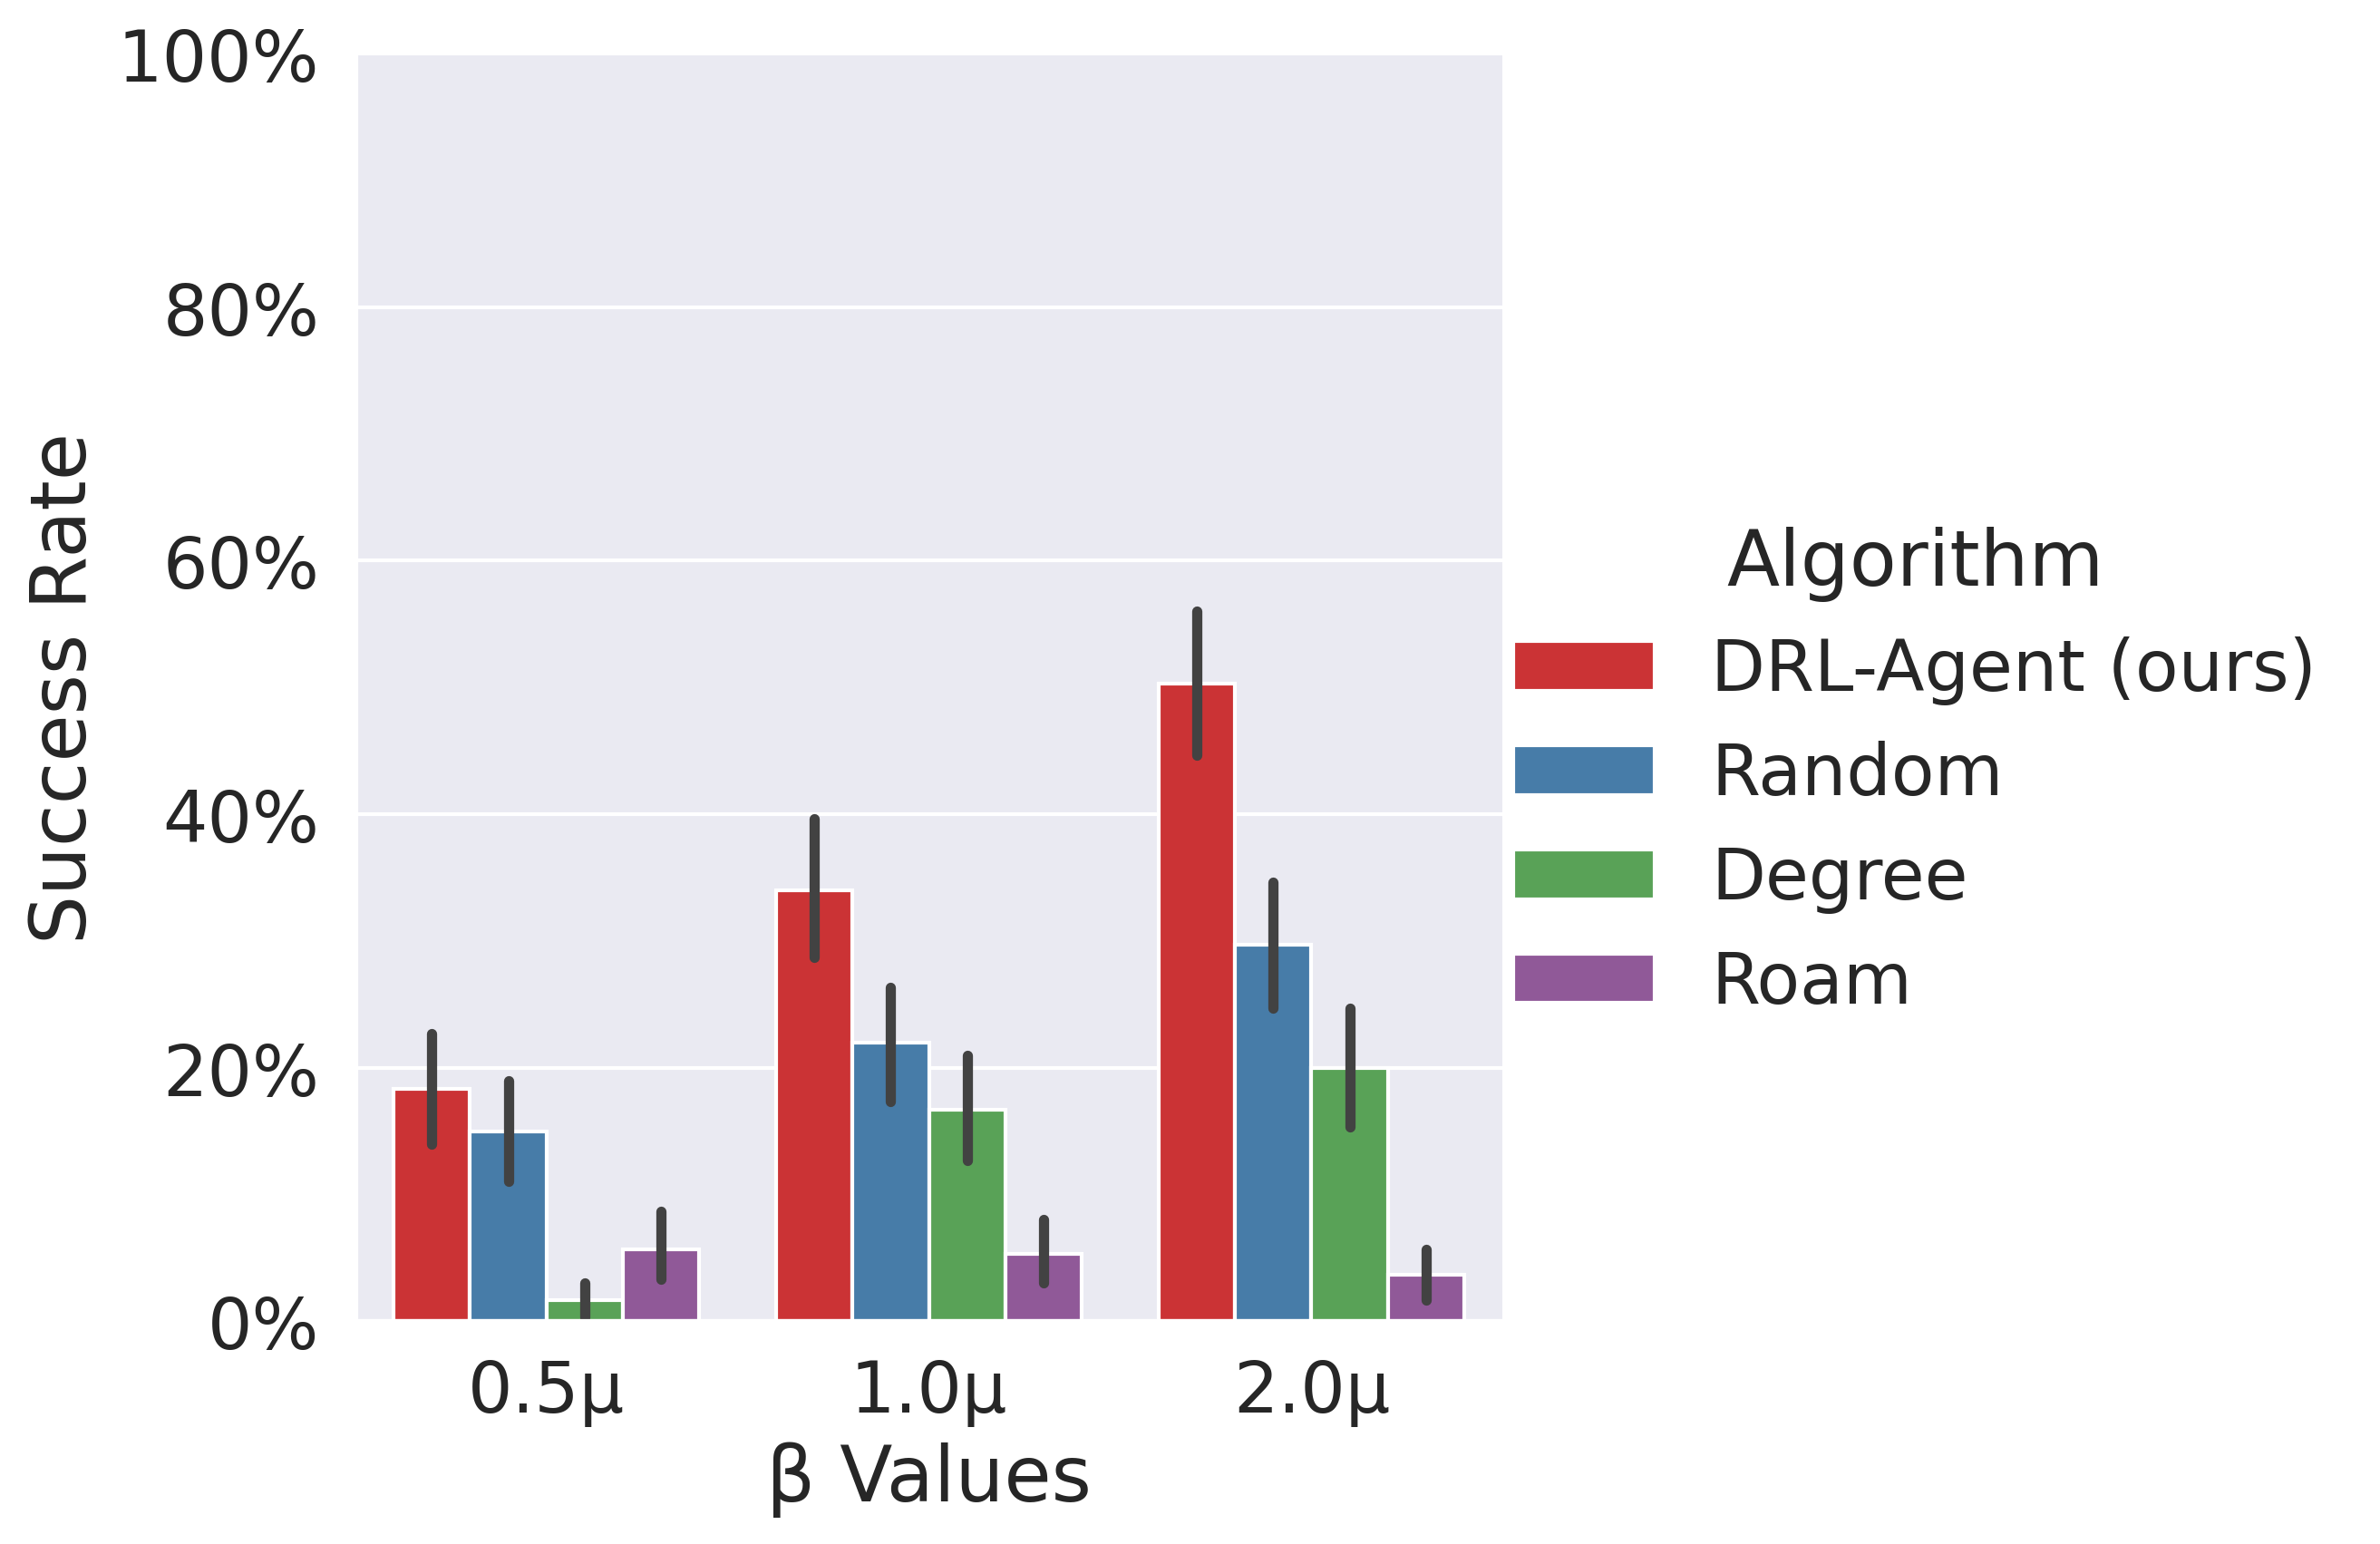 100%
80%
60%
40%
20%
0%
Success Rate
0.5μ
1.0μ
2.0μ
β Values
Algorithm
DRL-Agent (ours)
Random
Degree
Roam